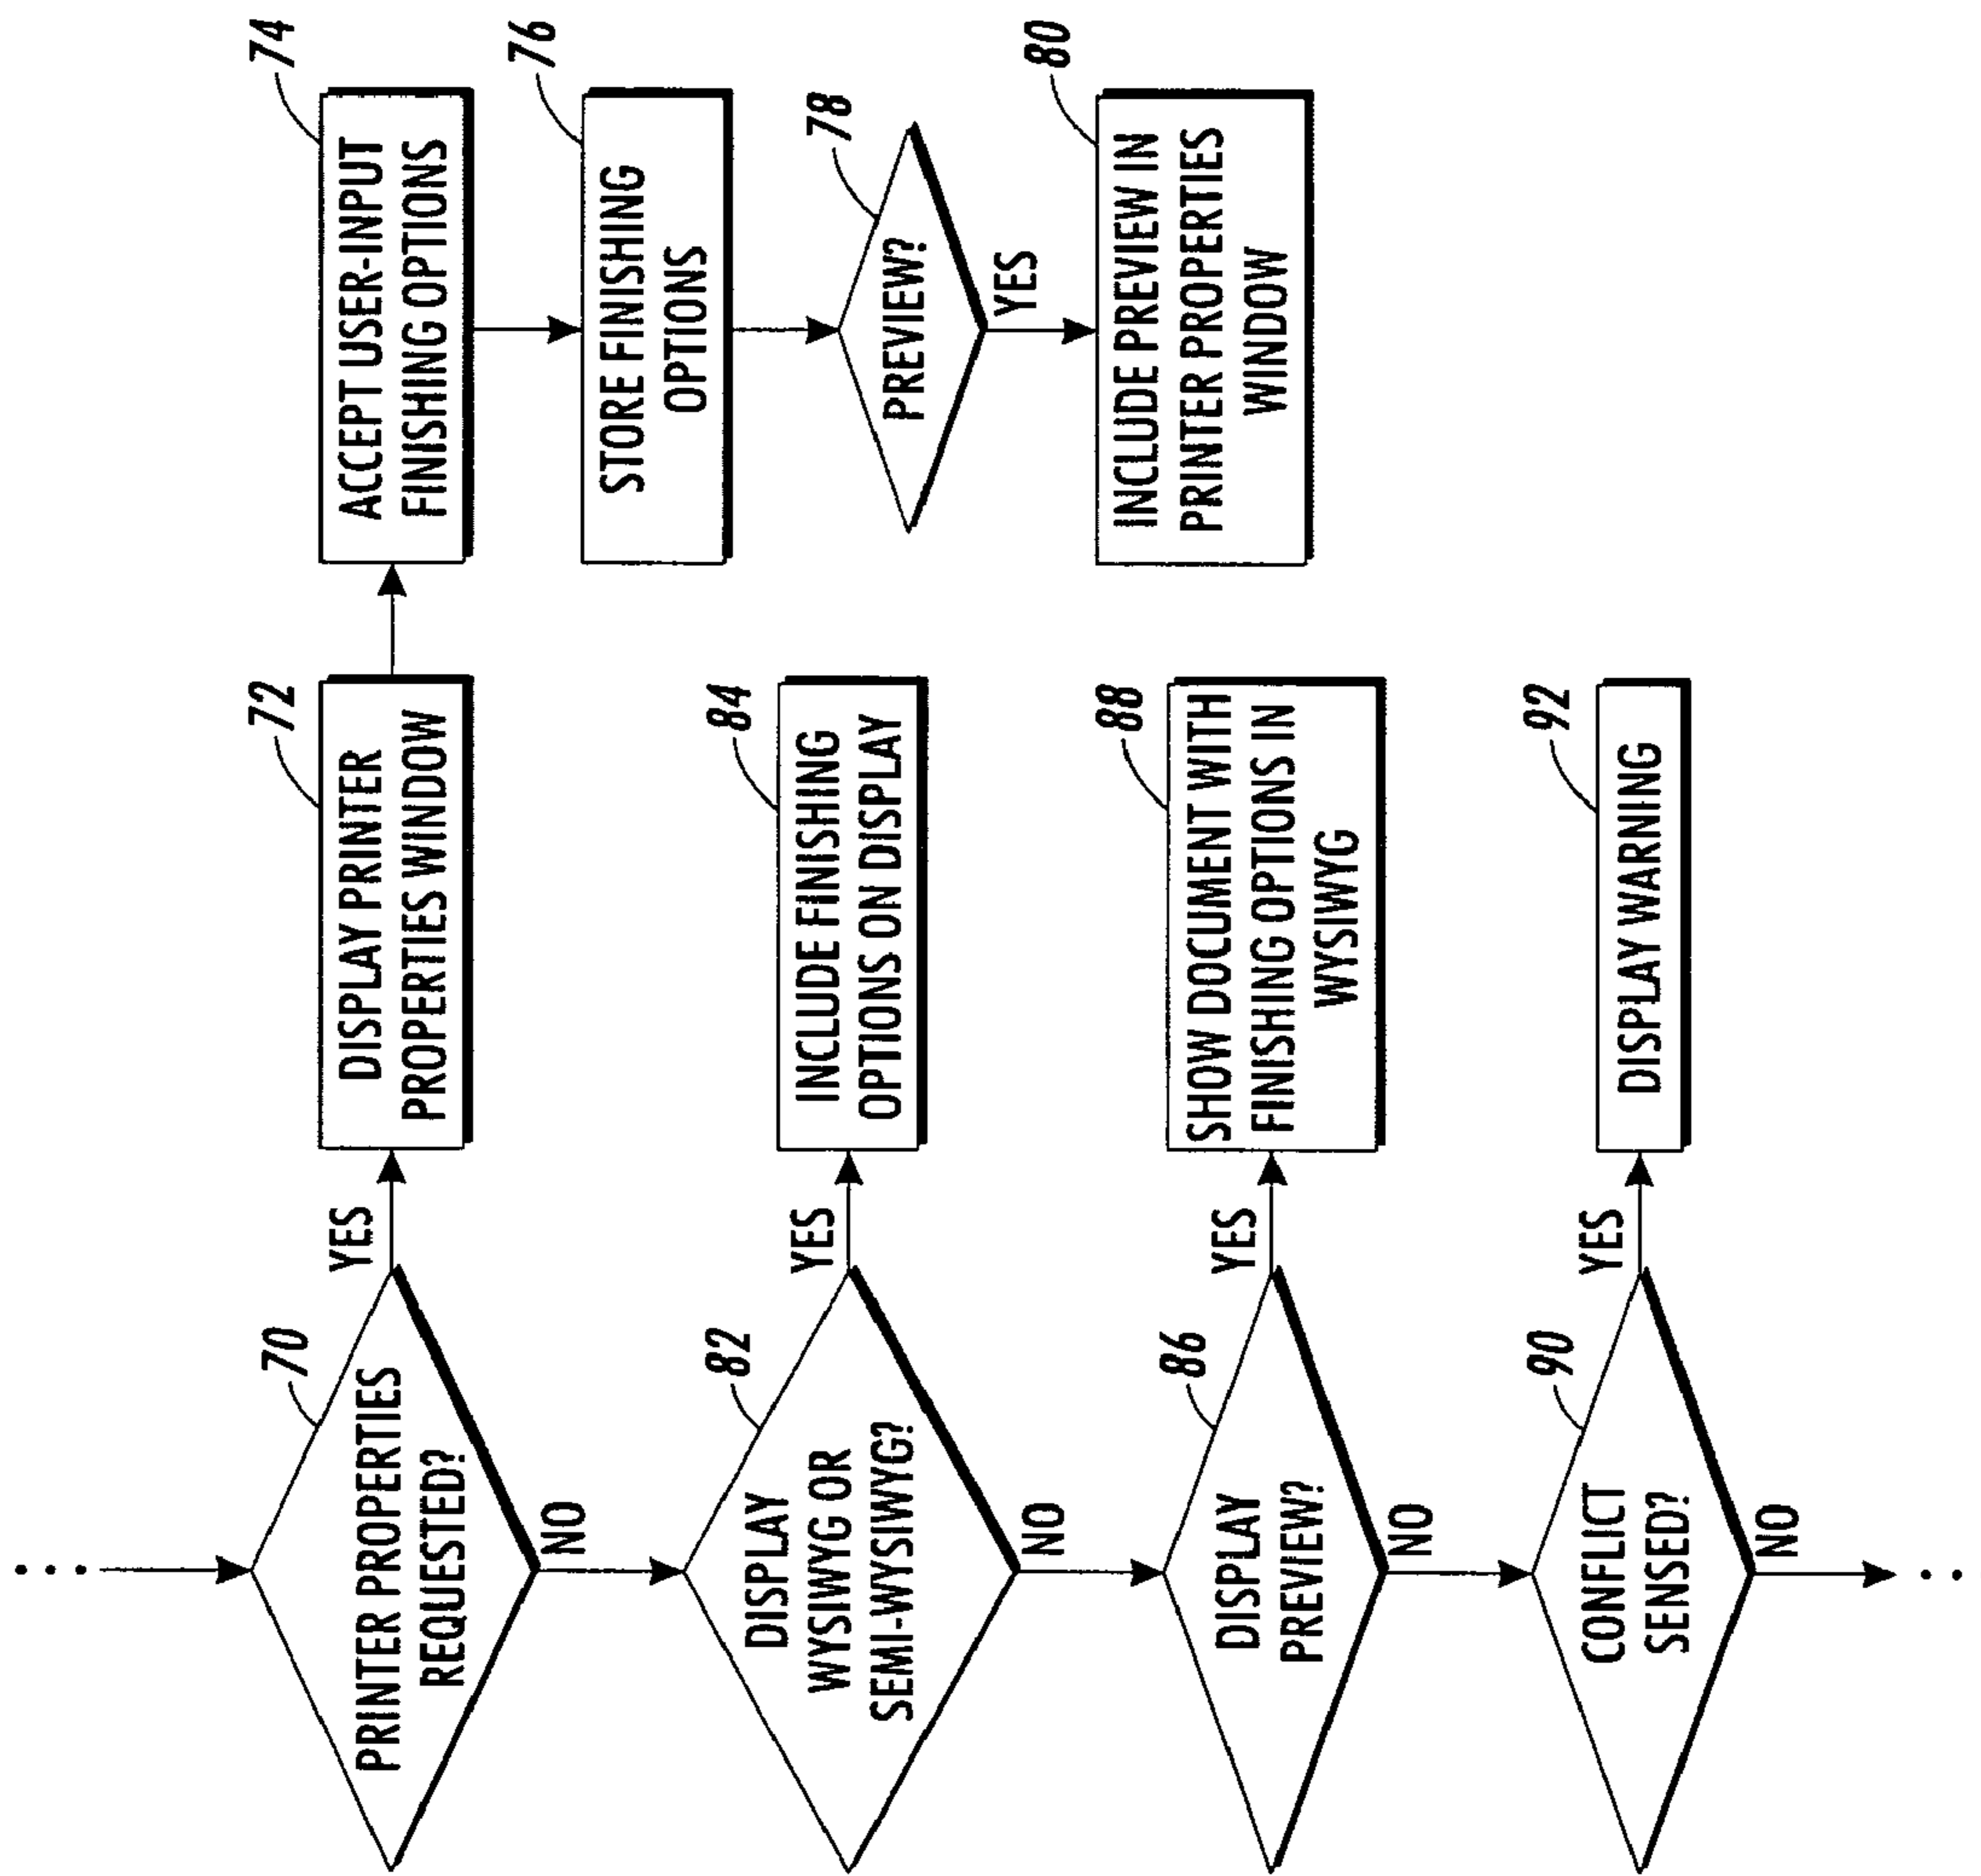 70
PRINTER PROPERTIES
REQUESTED?
YES
NO
72
DISPLAY PRINTER
PROPERTIES WINDOW
74
ACCEPT USER-INPUT
FINISHING OPTIONS
76
STORE FINISHING
OPTIONS
78
PREVIEW?
YES
80
INCLUDE PREVIEW IN
PRINTER PROPERTIES
WINDOW
82
DISPLAY
WYSIWYG OR
SEMI-WYSIWYG?
YES
NO
84
INCLUDE FINISHING
OPTIONS ON DISPLAY
86
DISPLAY
PREVIEW?
YES
NO
88
SHOW DOCUMENT WITH
FINISHING OPTIONS IN
WYSIWYG
90
CONFLICT
SENSED?
YES
NO
92
DISPLAY WARNING